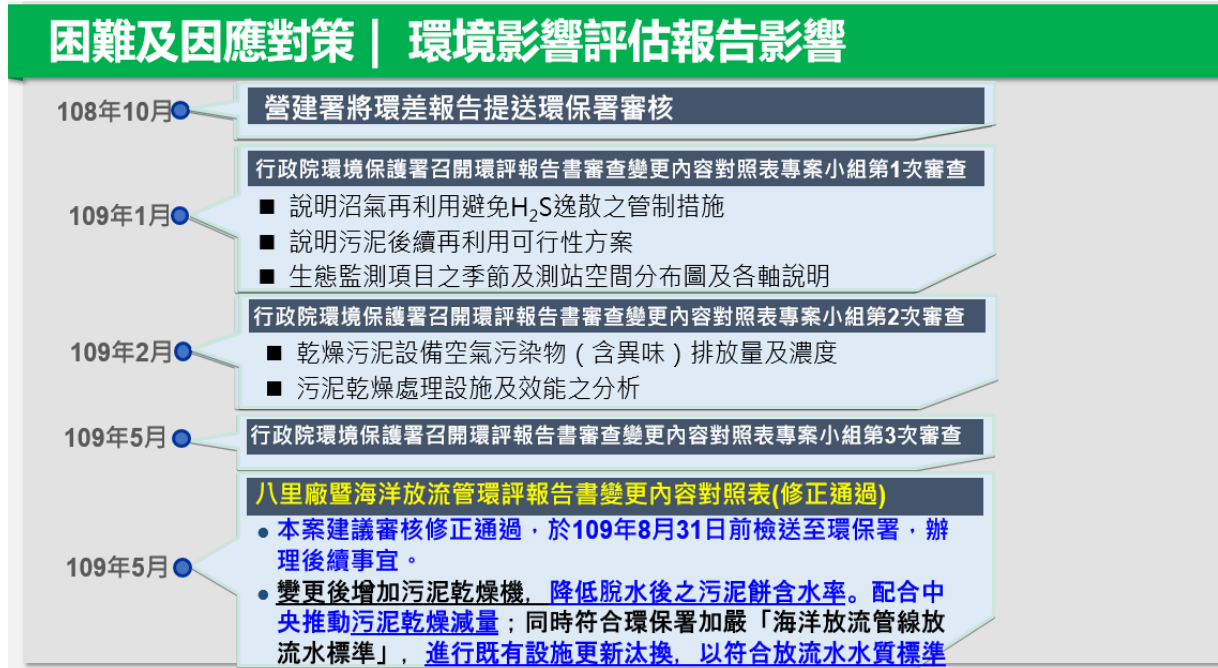 困難及因應對策｜ 環境影響評估報告影響
108年10月
營建署將環差報告提送環保署審核
行政院環境保護署召開環評報告書審查變更內容對照表專案小組第1次審查
109年1月
■ 說明沼氣再利用避免H₂S逸散之管制措施
■ 說明污泥後續再利用可行性方案
■ 生態監測項目之季節及測站空間分布圖及各軸說明
行政院環境保護署召開環評報告書審查變更內容對照表專案小組第2次審查
109年2月
■ 乾燥污泥設備空氣污染物（含異味）排放量及濃度
■ 污泥乾燥處理設施及效能之分析
109年5月
行政院環境保護署召開環評報告書審查變更內容對照表專案小組第3次審查
八里廠暨海洋放流管環評報告書變更內容對照表(修正通過)
109年5月
• 本案建議審核修正通過，於109年8月31日前檢送至環保署，辦
理後續事宜。
• 變更後增加污泥乾燥機，降低脫水後之污泥餅含水率。配合中
央推動污泥乾燥減量；同時符合環保署加嚴「海洋放流管線放
流水標準」，進行既有設施更新汰換，以符合放流水水質標準